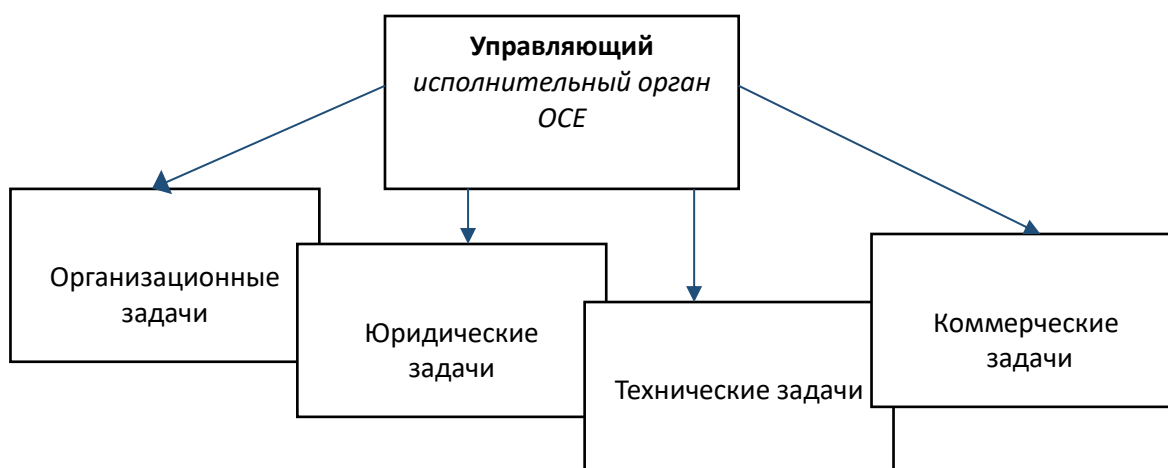 Управляющий
исполнительный орган
ОСЕ
Организационные
задачи
Юридические
задачи
Технические задачи
Коммерческие
задачи